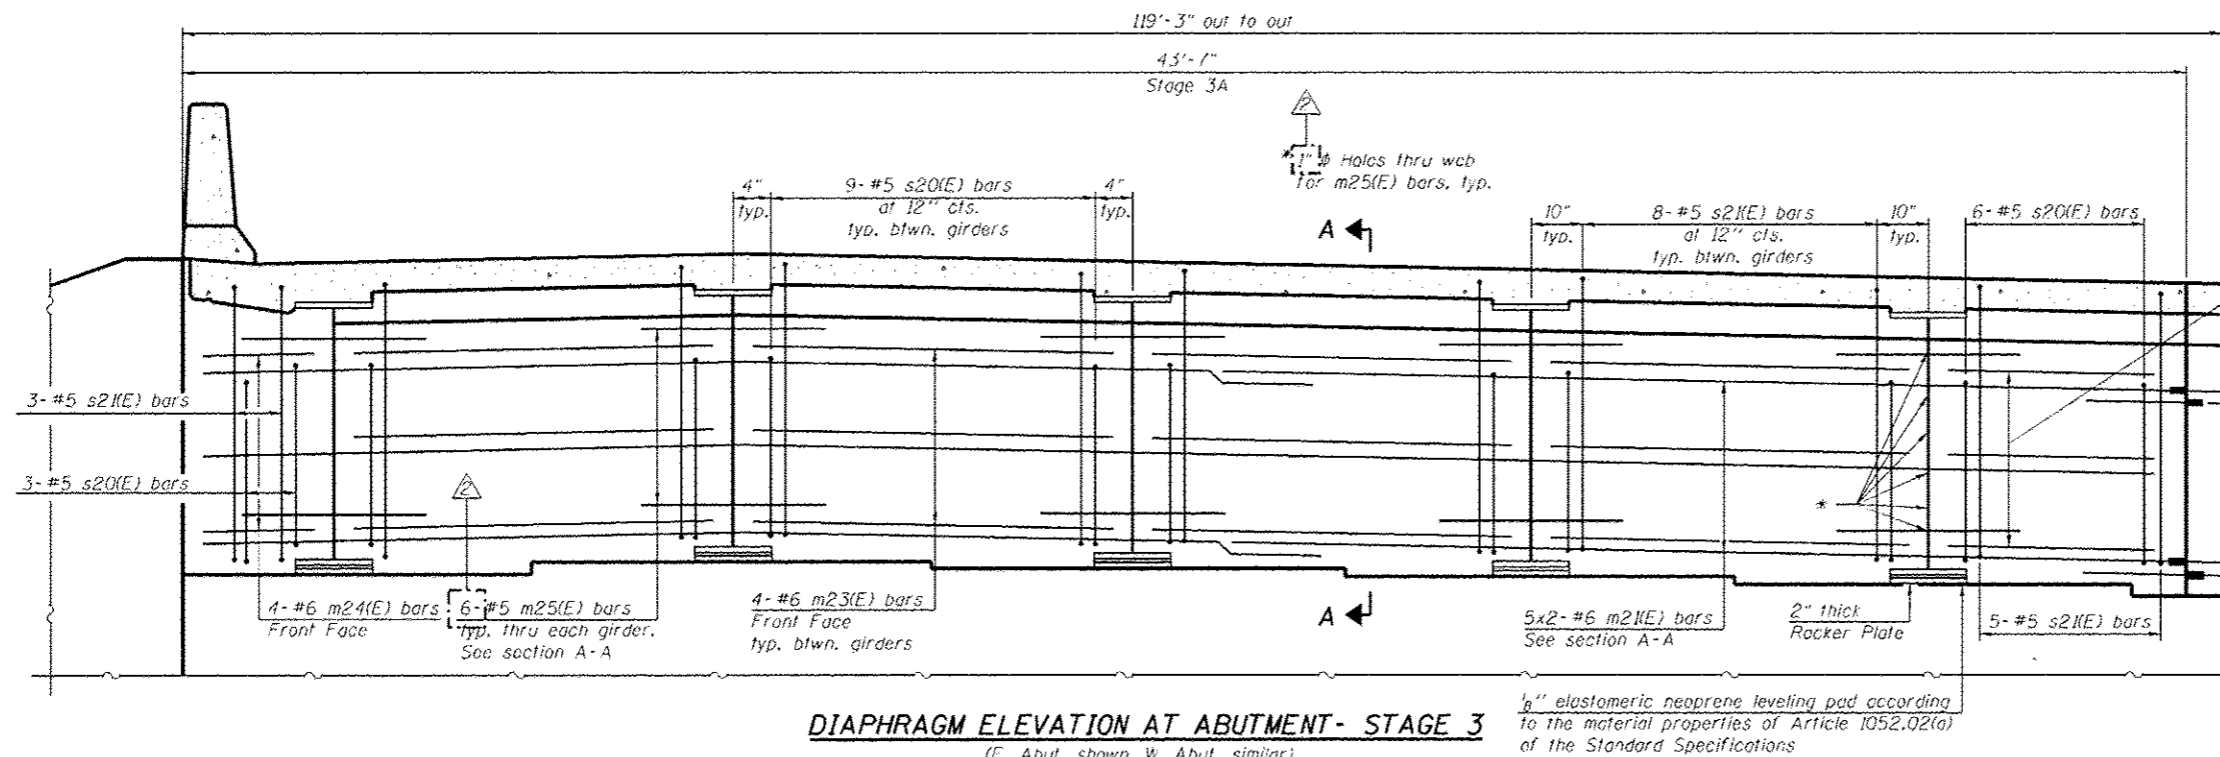 119'-3" out to out
43'-7"
Stage 3A
2
*1" ϕ Holes thru web
for m25(E) bars, typ.
4"
typ.
9-#5 s20(E) bars
at 12" cts.
typ. btwn. girders
4"
typ.
A
10"
typ.
8-#5 s21(E) bars
at 12" cts.
typ. btwn. girders
10"
typ.
6-#5 s20(E) bars
3-#5 s21(E) bars
3-#5 s20(E) bars
2
*
4-#6 m24(E) bars
Front Face
6-#5 m25(E) bars
typ. thru each girder.
See section A-A
4-#6 m23(E) bars
Front Face
typ. btwn. girders
A
5x2-#6 m21(E) bars
See section A-A
2" thick
Rocker Plate
5-#5 s21(E) bars
DIAPHRAGM ELEVATION AT ABUTMENT- STAGE 3
(E. Abut. shown, W. Abut. similar)
1/8" elastomeric neoprene leveling pad according
to the material properties of Article 1052.02(a)
of the Standard Specifications